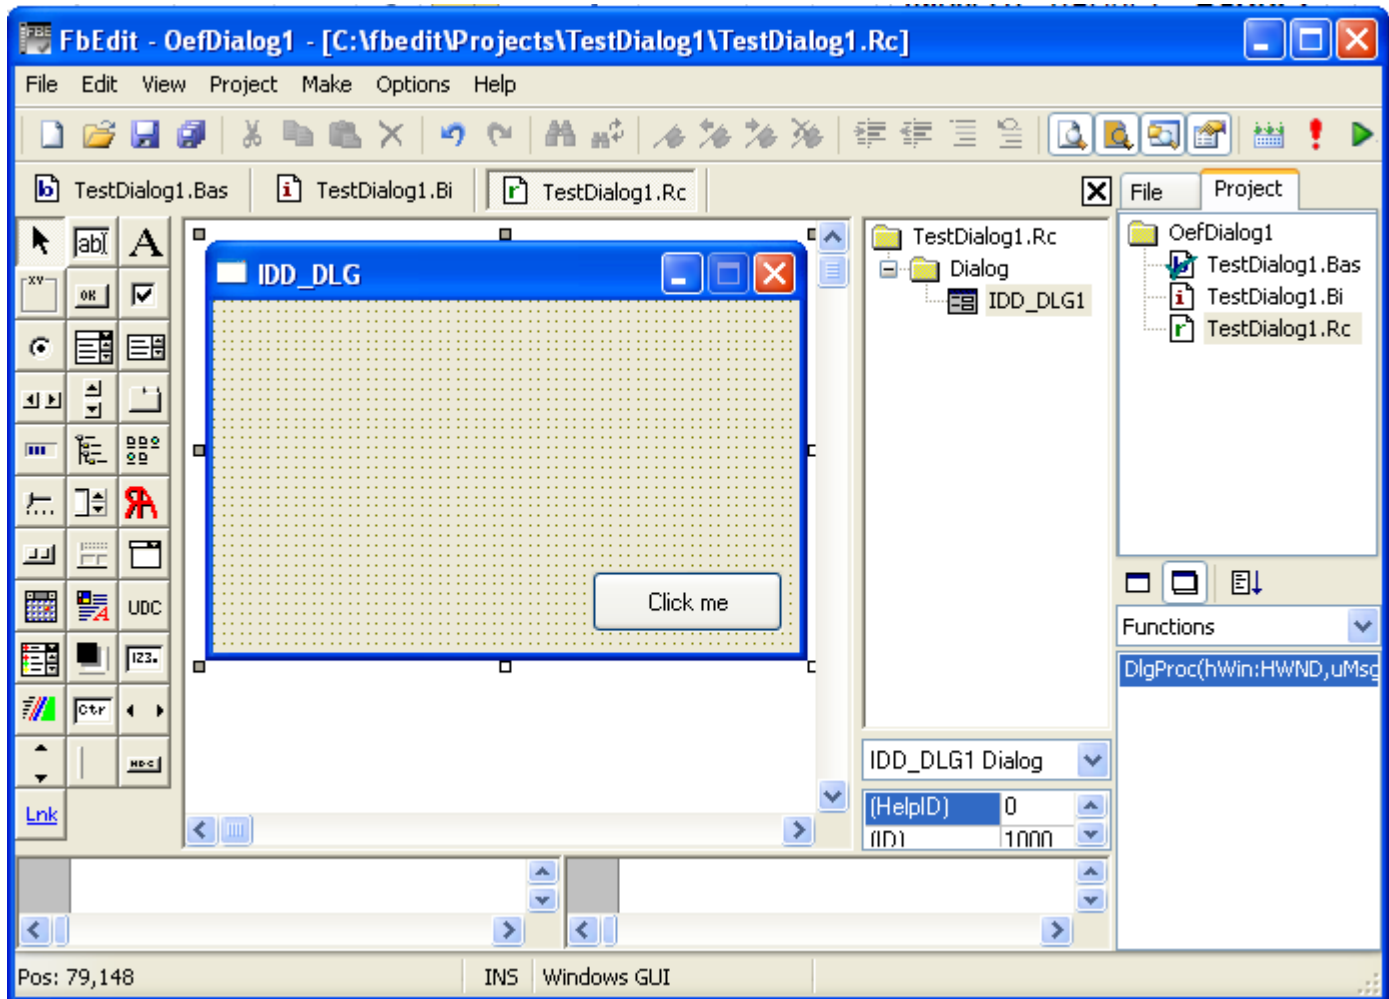 FbEdit - OefDialog1 - [C:\fbedit\Projects\TestDialog1\TestDialog1.Rc]
File Edit View Project Make Options Help
TestDialog1.Bas TestDialog1.Bi TestDialog1.Rc
File Project
ab A
IDD_DLG
XY OK
Click me
UDC
123.
Ctr
Lnk
TestDialog1.Rc
Dialog
IDD_DLG1
IDD_DLG1 Dialog
(HelpID) 0
(ID) 1000
OefDialog1
TestDialog1.Bas
TestDialog1.Bi
TestDialog1.Rc
Functions
DlgProc(hWin:HWND,uMsg
Pos: 79,148 INS Windows GUI